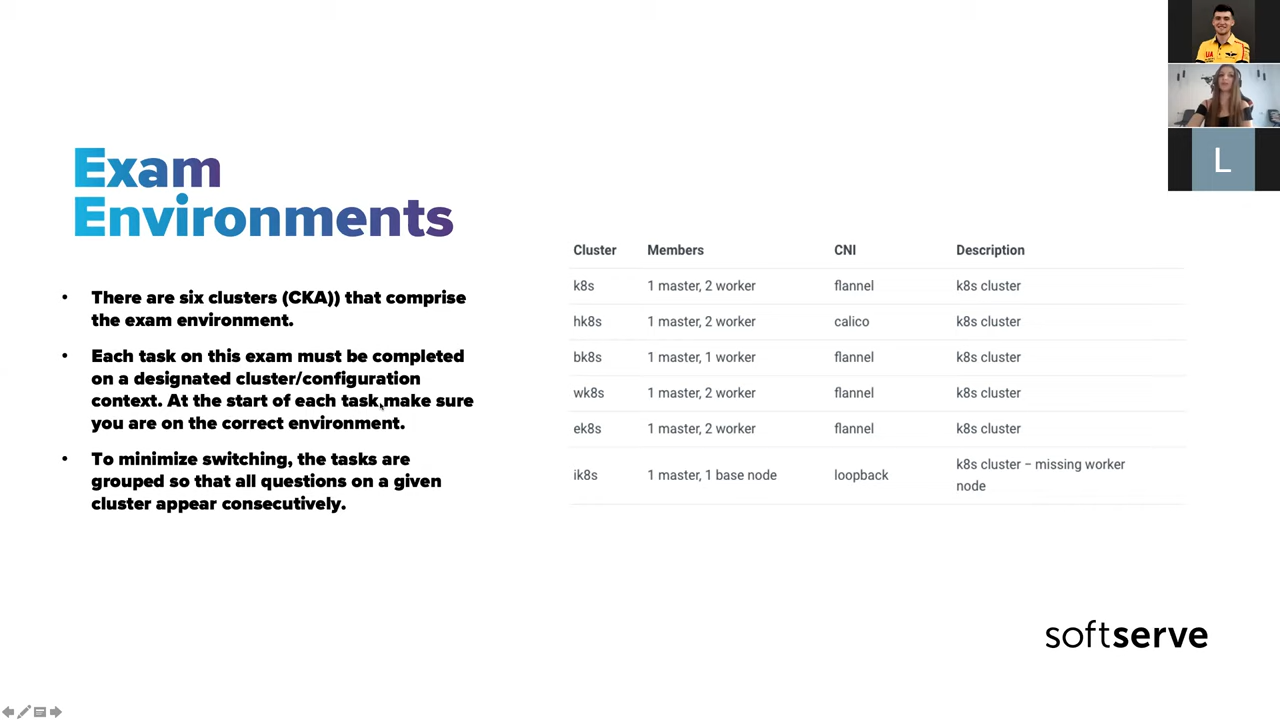 Exam
Environments
• There are six clusters (CKA)) that comprise
the exam environment.
• Each task on this exam must be completed
on a designated cluster/configuration
context. At the start of each task,make sure
you are on the correct environment.
• To minimize switching, the tasks are
grouped so that all questions on a given
cluster appear consecutively.
Cluster Members CNI Description
k8s 1 master, 2 worker flannel k8s cluster
hk8s 1 master, 2 worker calico k8s cluster
bk8s 1 master, 1 worker flannel k8s cluster
wk8s 1 master, 2 worker flannel k8s cluster
ek8s 1 master, 2 worker flannel k8s cluster
ik8s 1 master, 1 base node loopback k8s cluster − missing worker
node
UA
L
softserve